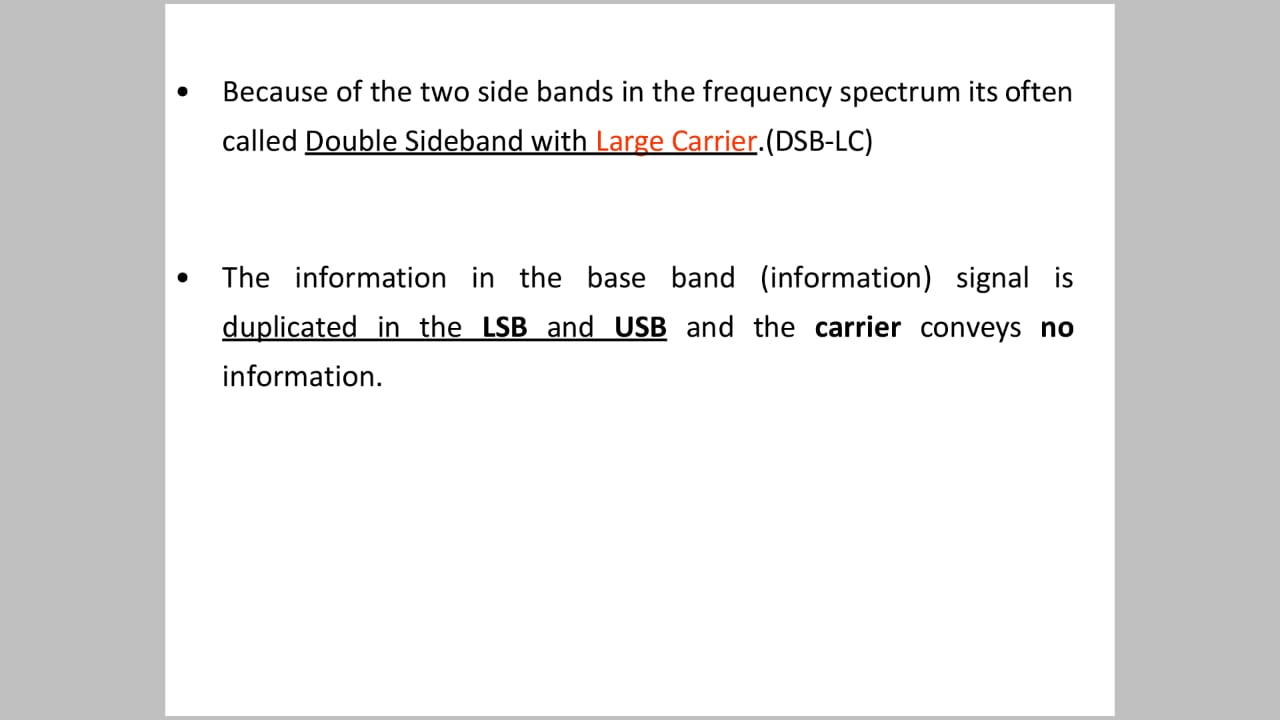 • Because of the two side bands in the frequency spectrum its often
called Double Sideband with Large Carrier.(DSB-LC)
• The information in the base band (information) signal is
duplicated in the LSB and USB and the carrier conveys no
information.